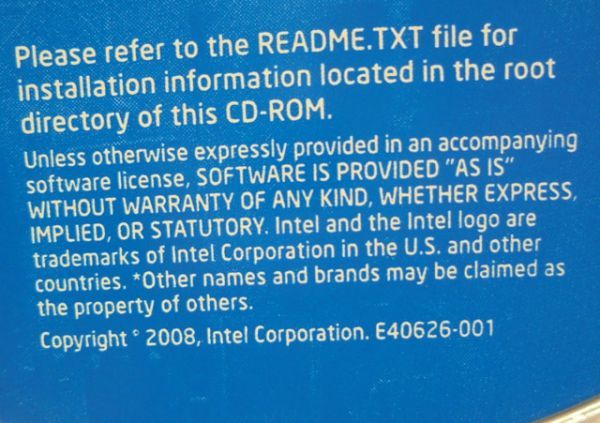 Please refer to the README.TXT file for
installation information located in the root
directory of this CD-ROM.
Unless otherwise expressly provided in an accompanying
software license, SOFTWARE IS PROVIDED "AS IS"
WITHOUT WARRANTY OF ANY KIND, WHETHER EXPRESS,
IMPLIED, OR STATUTORY. Intel and the Intel logo are
trademarks of Intel Corporation in the U.S. and other
countries. *Other names and brands may be claimed as
the property of others.
Copyright © 2008, Intel Corporation. E40626-001